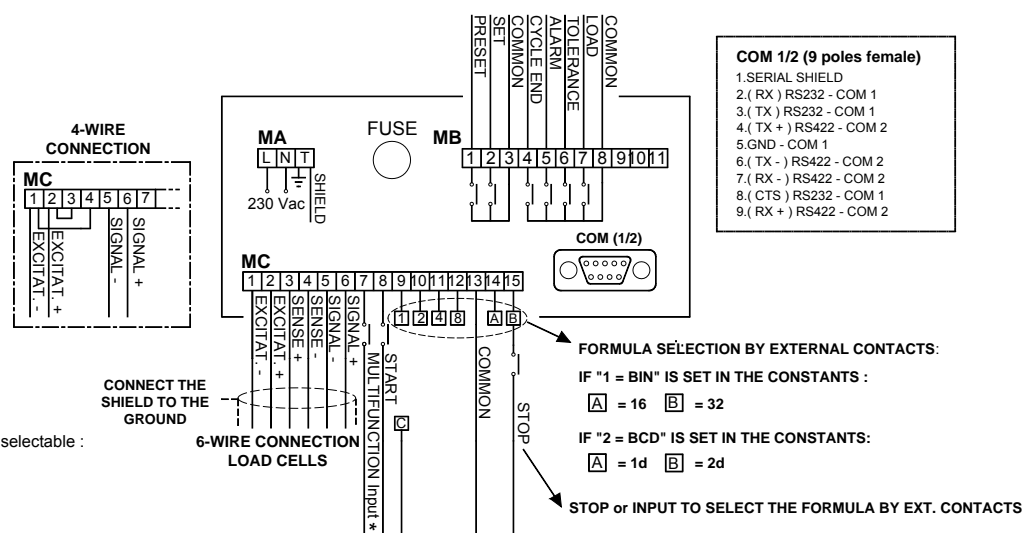 PRESET
SET
COMMON
CYCLE END
ALARM
TOLERANCE
LOAD
COMMON
COM 1/2 (9 poles female)
1.SERIAL SHIELD
2.( RX ) RS232 - COM 1
3.( TX ) RS232 - COM 1
4.( TX + ) RS422 - COM 2
5.GND - COM 1
6.( TX - ) RS422 - COM 2
7.( RX - ) RS422 - COM 2
8.( CTS ) RS232 - COM 1
9.( RX + ) RS422 - COM 2
4-WIRE
CONNECTION
MC
1 2 3 4 5 6 7
EXCITAT. -
EXCITAT. +
SIGNAL -
SIGNAL +
MA
L N T
SHIELD
230 Vac
FUSE
MB
1 2 3 4 5 6 7 8 9 10 11
COM (1/2)
MC
1 2 3 4 5 6 7 8 9 10 11 12 13 14 15
EXCITAT. -
EXCITAT. +
SENSE +
SENSE -
SIGNAL -
SIGNAL +
MULTIFUNCTION Input *
START
1 2 4 8
A B
C
COMMON
STOP
CONNECT THE
SHIELD TO THE
GROUND
selectable :
6-WIRE CONNECTION
LOAD CELLS
FORMULA SELECTION BY EXTERNAL CONTACTS:
IF "1 = BIN" IS SET IN THE CONSTANTS :
A = 16 B = 32
IF "2 = BCD" IS SET IN THE CONSTANTS:
A = 1d B = 2d
STOP or INPUT TO SELECT THE FORMULA BY EXT. CONTACTS